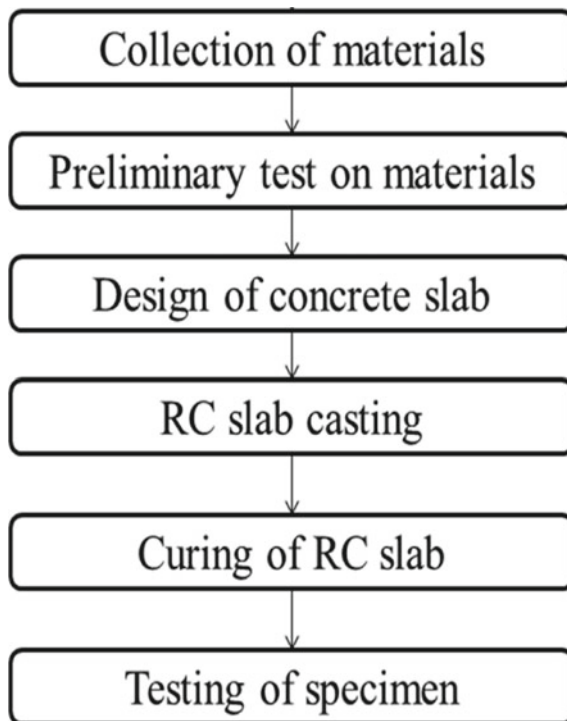 Collection of materials
Preliminary test on materials
Design of concrete slab
RC slab casting
Curing of RC slab
Testing of specimen